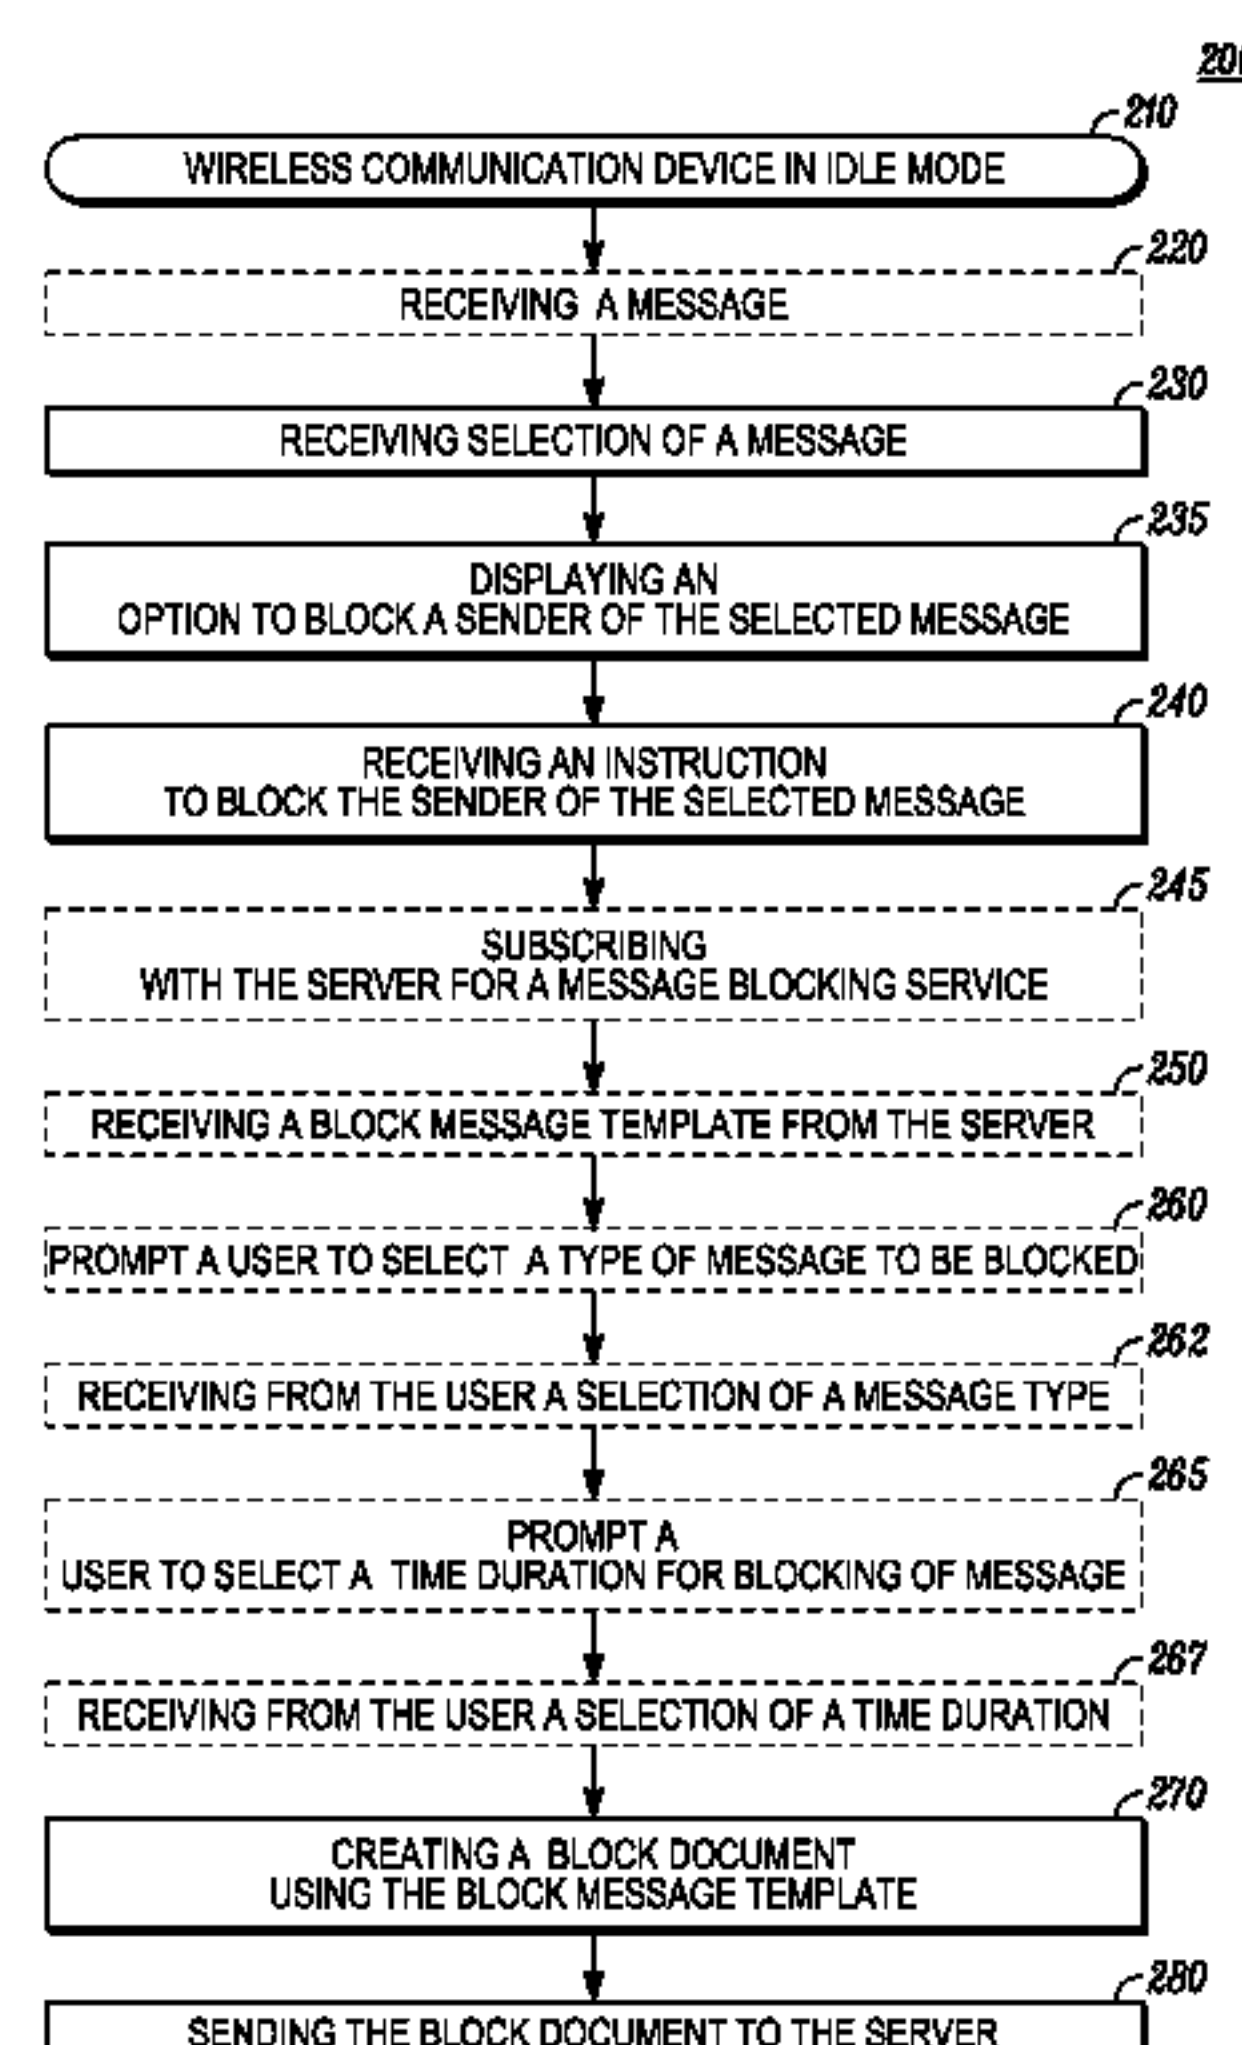 210
WIRELESS COMMUNICATION DEVICE IN IDLE MODE
220
RECEIVING A MESSAGE
230
RECEIVING SELECTION OF A MESSAGE
235
DISPLAYING AN
OPTION TO BLOCK A SENDER OF THE SELECTED MESSAGE
240
RECEIVING AN INSTRUCTION
TO BLOCK THE SENDER OF THE SELECTED MESSAGE
245
SUBSCRIBING
WITH THE SERVER FOR A MESSAGE BLOCKING SERVICE
250
RECEIVING A BLOCK MESSAGE TEMPLATE FROM THE SERVER
260
PROMPT A USER TO SELECT A TYPE OF MESSAGE TO BE BLOCKED
262
RECEIVING FROM THE USER A SELECTION OF A MESSAGE TYPE
265
PROMPT A
USER TO SELECT A TIME DURATION FOR BLOCKING OF MESSAGE
267
RECEIVING FROM THE USER A SELECTION OF A TIME DURATION
270
CREATING A BLOCK DOCUMENT
USING THE BLOCK MESSAGE TEMPLATE
280
SENDING THE BLOCK DOCUMENT TO THE SERVER